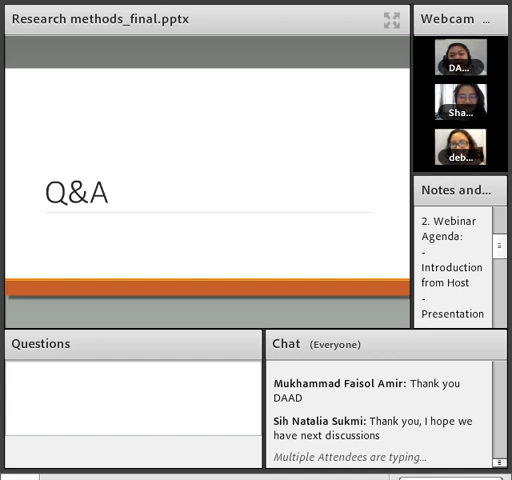 Research methods_final.pptx
Webcam ...
DA...
Sha...
deb...
Q&A
Notes and...
2. Webinar
Agenda:
-
Introduction
from Host
-
Presentation
Questions
Chat (Everyone)
Mukhammad Faisol Amir: Thank you
DAAD
Sih Natalia Sukmi: Thank you, I hope we
have next discussions
Multiple Attendees are typing...